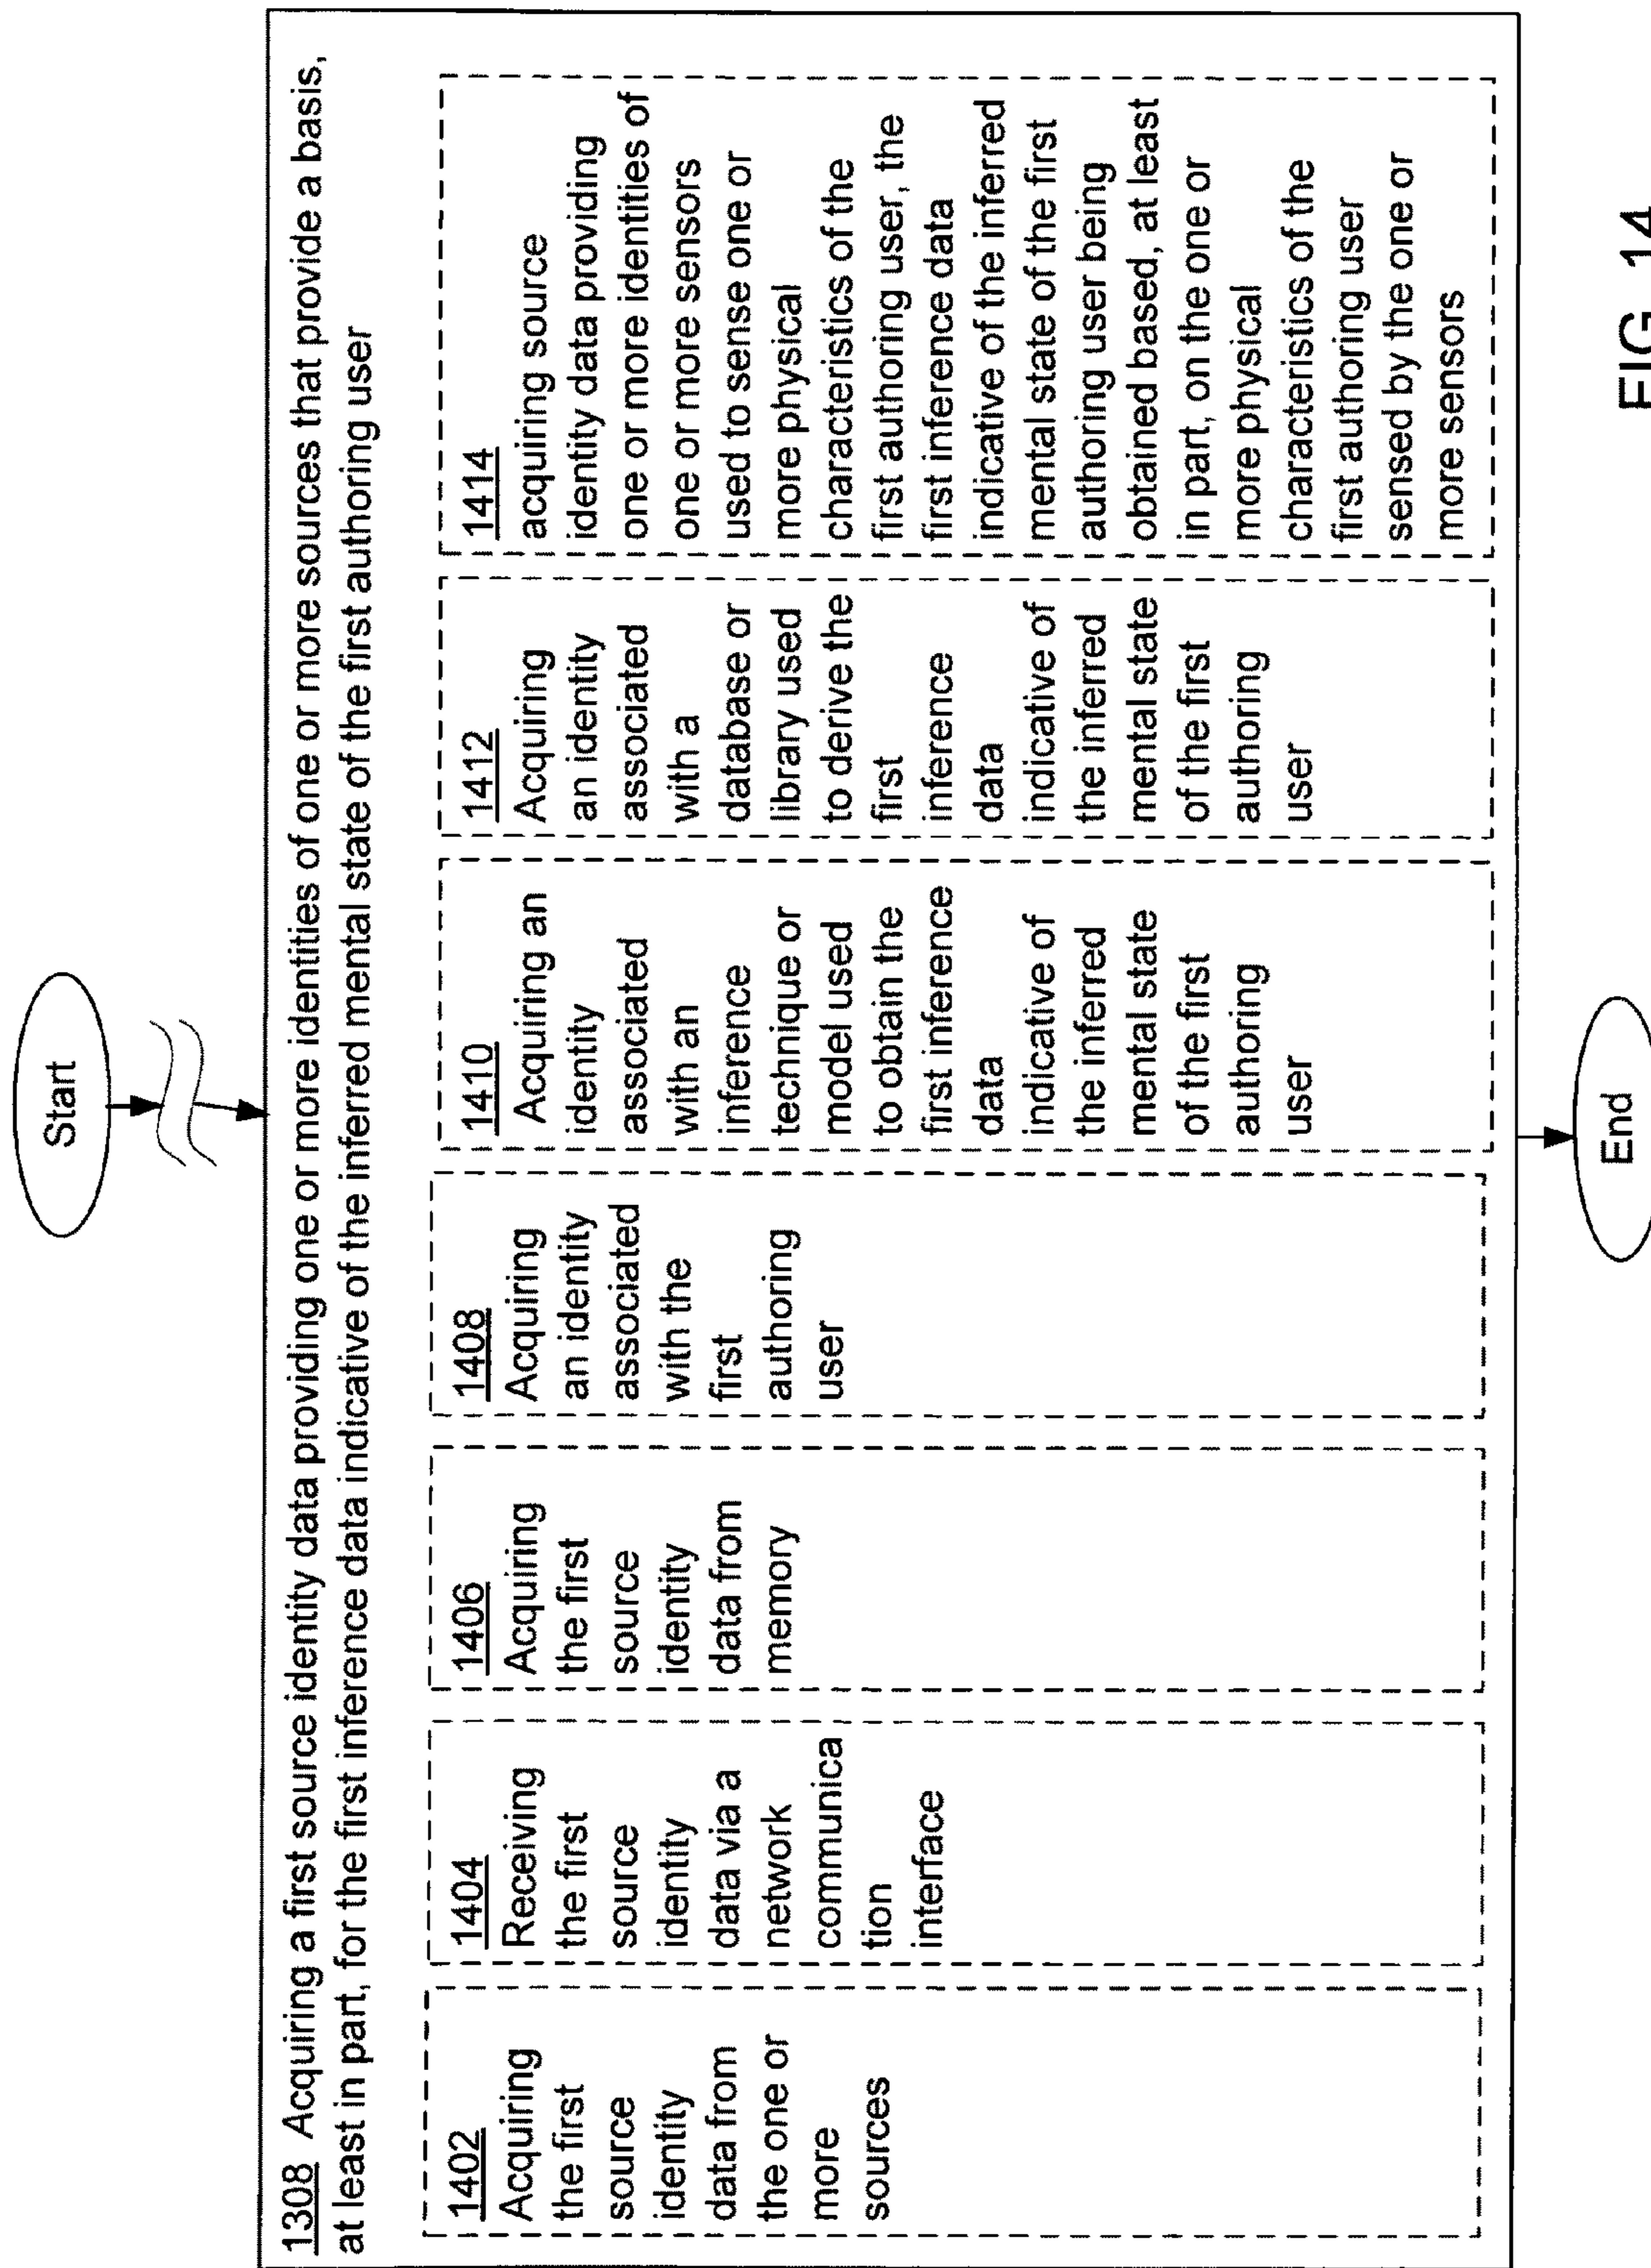 Start
1308 Acquiring a first source identity data providing one or more identities of one or more sources that provide a basis,
at least in part, for the first inference data indicative of the inferred mental state of the first authoring user
1402
Acquiring
the first
source
identity
data from
the one or
more
sources
1404
Receiving
the first
source
identity
data via a
network
communica
tion
interface
1406
Acquiring
the first
source
identity
data from
memory
1408
Acquiring
an identity
associated
with the
first
authoring
user
1410
Acquiring an
identity
associated
with an
inference
technique or
model used
to obtain the
first inference
data
indicative of
the inferred
mental state
of the first
authoring
user
1412
Acquiring
an identity
associated
with a
database or
library used
to derive the
first
inference
data
indicative of
the inferred
mental state
of the first
authoring
user
1414
acquiring source
identity data providing
one or more identities of
one or more sensors
used to sense one or
more physical
characteristics of the
first authoring user, the
first inference data
indicative of the inferred
mental state of the first
authoring user being
obtained based, at least
in part, on the one or
more physical
characteristics of the
first authoring user
sensed by the one or
more sensors
End
FIG. 14